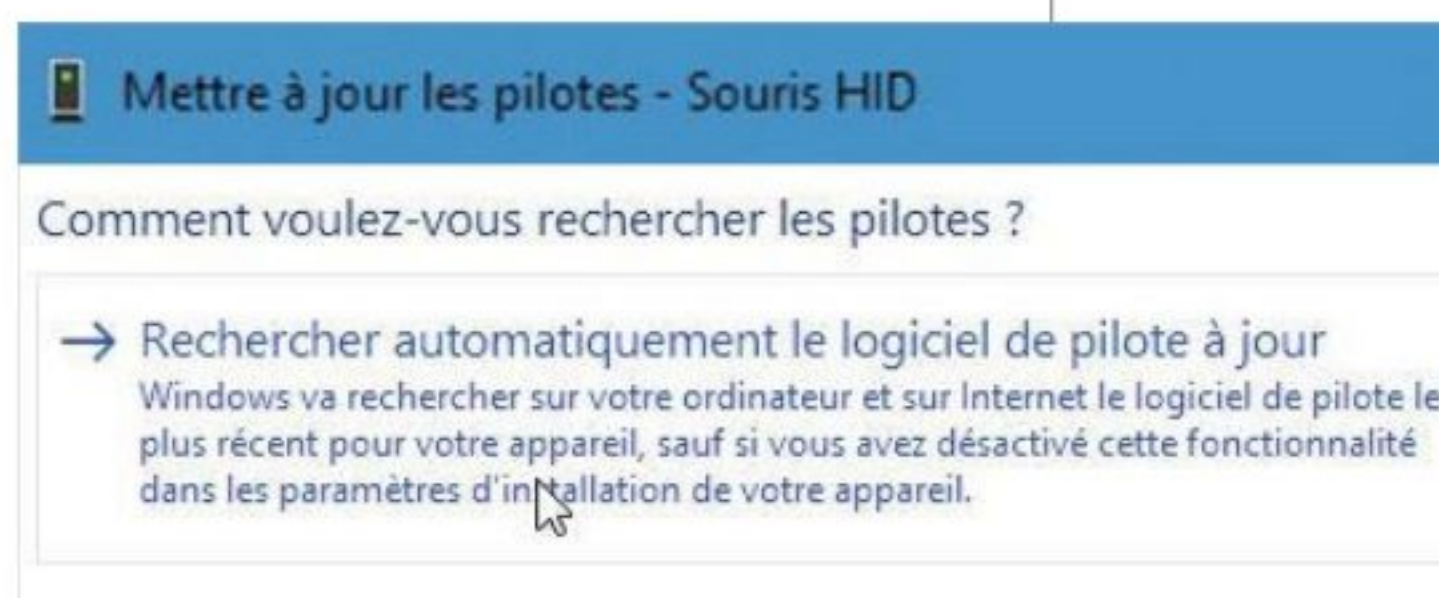 Mettre à jour les pilotes - Souris HID
Comment voulez-vous rechercher les pilotes ?
→ Rechercher automatiquement le logiciel de pilote à jour
Windows va rechercher sur votre ordinateur et sur Internet le logiciel de pilote le
plus récent pour votre appareil, sauf si vous avez désactivé cette fonctionnalité
dans les paramètres d'installation de votre appareil.